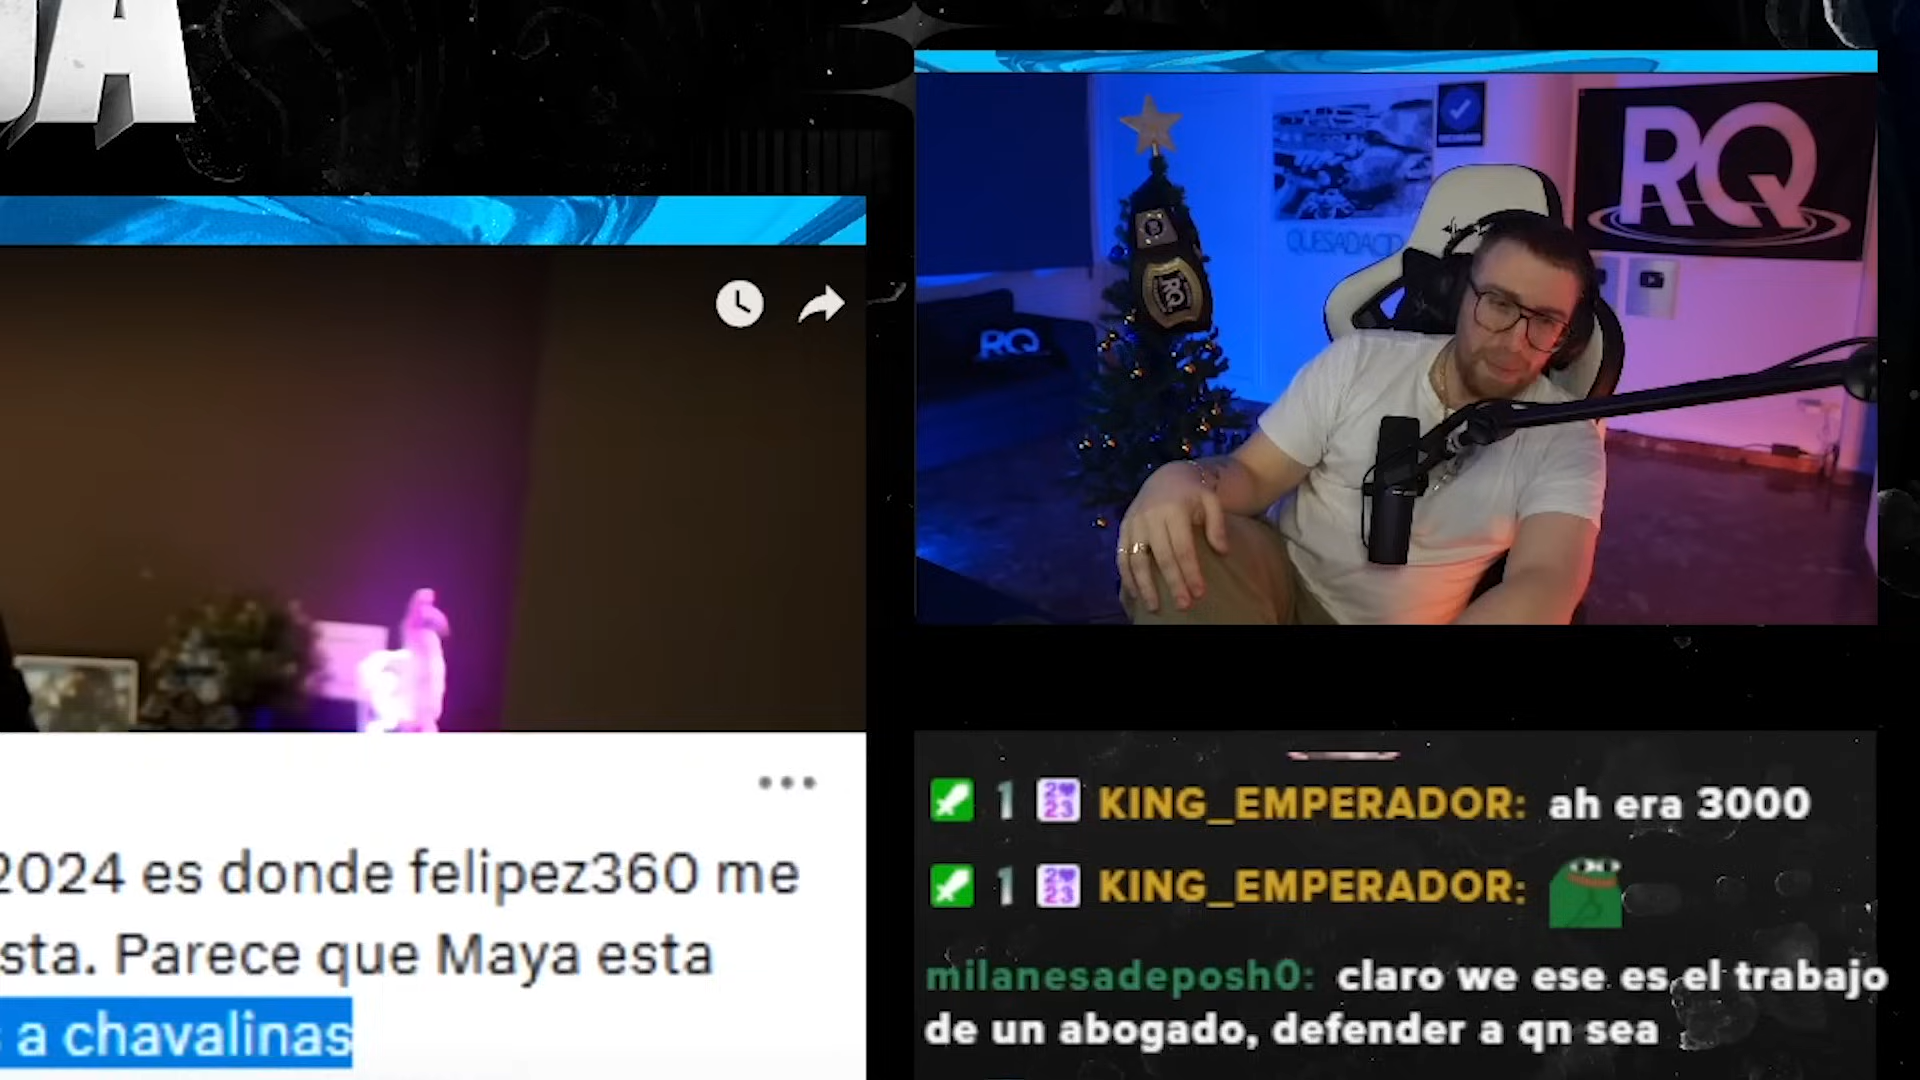 RQ
QUESADACID
RQ
RQ
2024 es donde felipez360 me
sta. Parece que Maya esta
s a chavalinas
1 KING_EMPERADOR: ah era 3000
1 KING_EMPERADOR:
milanesadeposh0: claro we ese es el trabajo
de un abogado, defender a qn sea